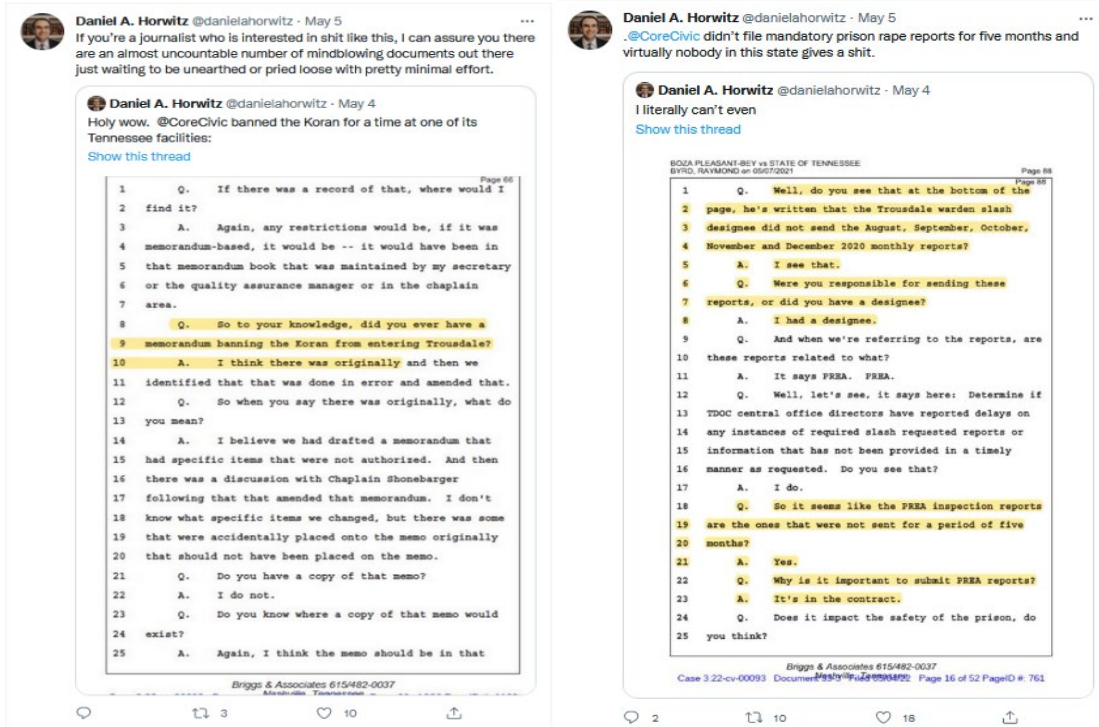 Daniel A. Horwitz @danielahorwitz · May 5
If you're a journalist who is interested in shit like this, I can assure you there
are an almost uncountable number of mindblowing documents out there
just waiting to be unearthed or pried loose with pretty minimal effort.
Daniel A. Horwitz @danielahorwitz · May 4
Holy wow. @CoreCivic banned the Koran for a time at one of its
Tennessee facilities:
Show this thread
Page 66
1 Q. If there was a record of that, where would I
2 find it?
3 A. Again, any restrictions would be, if it was
4 memorandum-based, it would be -- it would have been in
5 that memorandum book that was maintained by my secretary
6 or the quality assurance manager or in the chaplain
7 area.
8 Q. So to your knowledge, did you ever have a
9 memorandum banning the Koran from entering Trousdale?
10 A. I think there was originally and then we
11 identified that that was done in error and amended that.
12 Q. So when you say there was originally, what do
13 you mean?
14 A. I believe we had drafted a memorandum that
15 had specific items that were not authorized. And then
16 there was a discussion with Chaplain Shonebarger
17 following that that amended that memorandum. I don't
18 know what specific items we changed, but there was some
19 that were accidentally placed onto the memo originally
20 that should not have been placed on the memo.
21 Q. Do you have a copy of that memo?
22 A. I do not.
23 Q. Do you know where a copy of that memo would
24 exist?
25 A. Again, I think the memo should be in that
Briggs & Associates 615/482-0037
Nashville, Tennessee
3
10
Daniel A. Horwitz @danielahorwitz · May 5
.@CoreCivic didn't file mandatory prison rape reports for five months and
virtually nobody in this state gives a shit.
Daniel A. Horwitz @danielahorwitz · May 4
I literally can't even
Show this thread
BOZA PLEASANT-BEY vs STATE OF TENNESSEE
BYRD, RAYMOND on 05/07/2021 Page 88
Page 88
1 Q. Well, do you see that at the bottom of the
2 page, he's written that the Trousdale warden slash
3 designee did not send the August, September, October,
4 November and December 2020 monthly reports?
5 A. I see that.
6 Q. Were you responsible for sending these
7 reports, or did you have a designee?
8 A. I had a designee.
9 Q. And when we're referring to the reports, are
10 these reports related to what?
11 A. It says PREA. PREA.
12 Q. Well, let's see, it says here: Determine if
13 TDOC central office directors have reported delays on
14 any instances of required slash requested reports or
15 information that has not been provided in a timely
16 manner as requested. Do you see that?
17 A. I do.
18 Q. So it seems like the PREA inspection reports
19 are the ones that were not sent for a period of five
20 months?
21 A. Yes.
22 Q. Why is it important to submit PREA reports?
23 A. It's in the contract.
24 Q. Does it impact the safety of the prison, do
25 you think?
Briggs & Associates 615/482-0037
Nashville, Tennessee
Case 3:22-cv-00093 Document Filed Page 16 of 52 PageID #: 761
2
10
18